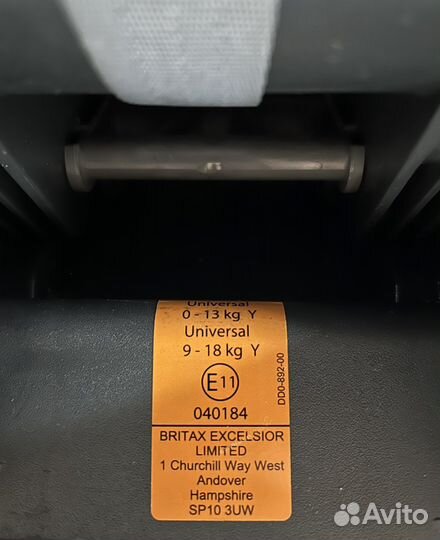 Universal
0 - 13 kg Y
Universal
9 - 18 kg Y
E11
040184
DD0-892-00
BRITAX EXCELSIOR
LIMITED
1 Churchill Way West
Andover
Hampshire
SP10 3UW
Avito